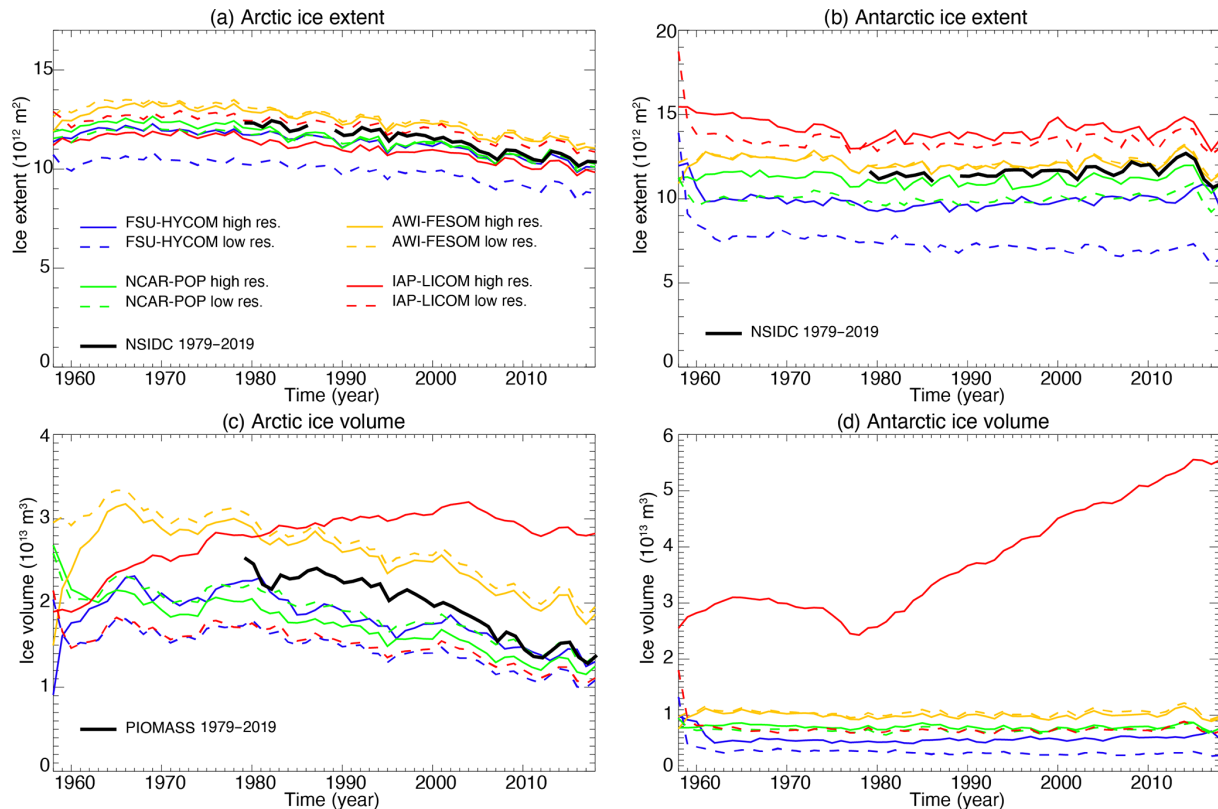 (a) Arctic ice extent
Ice extent (10¹² m²)
15
10
5
0
1960 1970 1980 1990 2000 2010
Time (year)
FSU-HYCOM high res.
FSU-HYCOM low res.
NCAR-POP high res.
NCAR-POP low res.
NSIDC 1979-2019
AWI-FESOM high res.
AWI-FESOM low res.
IAP-LICOM high res.
IAP-LICOM low res.
(b) Antarctic ice extent
Ice extent (10¹² m²)
20
15
10
5
0
1960 1970 1980 1990 2000 2010
Time (year)
NSIDC 1979-2019
(c) Arctic ice volume
Ice volume (10¹³ m³)
4
3
2
1
0
1960 1970 1980 1990 2000 2010
Time (year)
PIOMASS 1979-2019
(d) Antarctic ice volume
Ice volume (10¹³ m³)
6
5
4
3
2
1
0
1960 1970 1980 1990 2000 2010
Time (year)